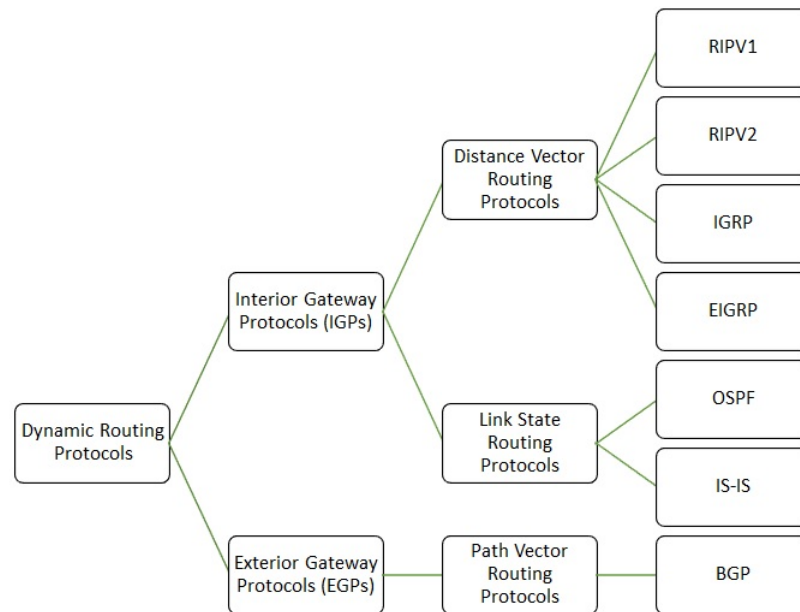 RIPV1
RIPV2
Distance Vector
Routing
Protocols
IGRP
Interior Gateway
Protocols (IGPs)
EIGRP
OSPF
Link State
Routing
Protocols
Dynamic Routing
Protocols
IS-IS
Exterior Gateway
Protocols (EGPs)
Path Vector
Routing
Protocols
BGP